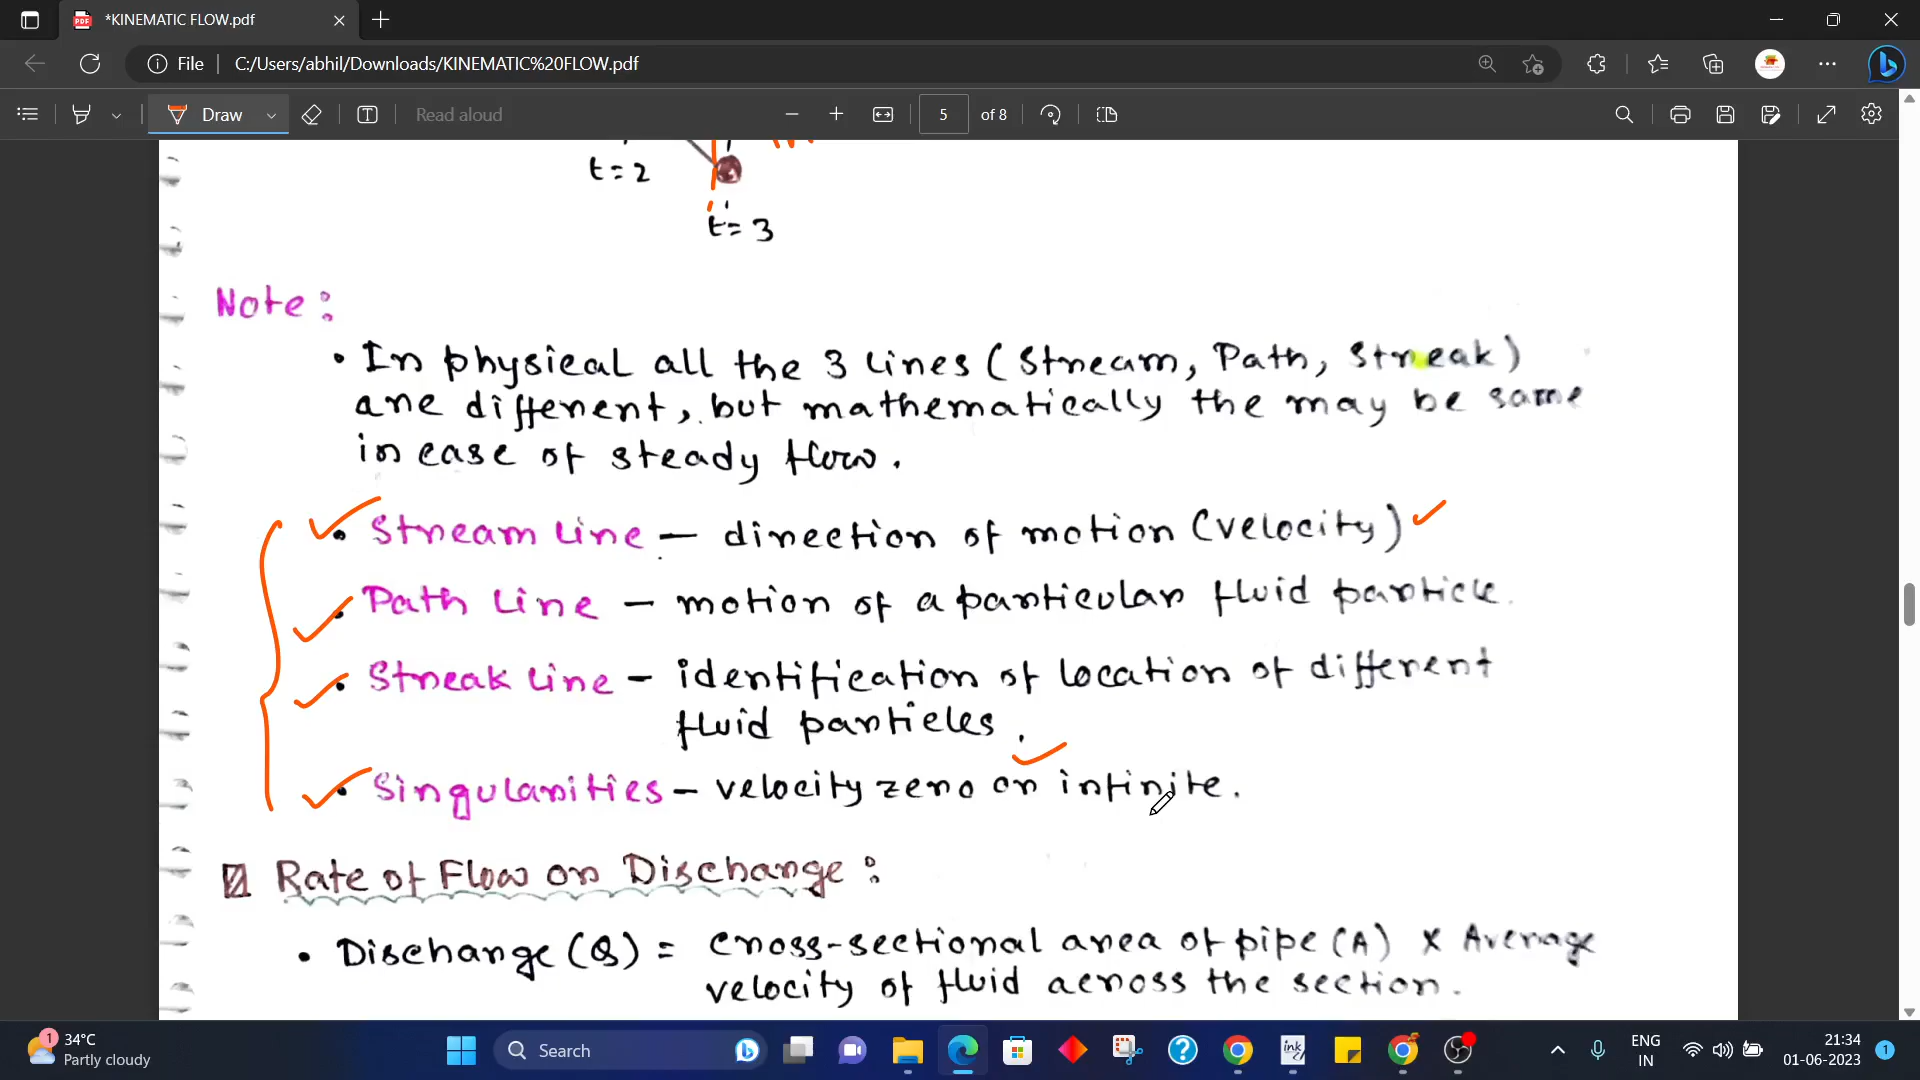 *KINEMATIC FLOW.pdf
File
C:/Users/abhil/Downloads/KINEMATIC%20FLOW.pdf
Draw
Read aloud
5 of 8
t=2
t=3
Note:
• In physical all the 3 lines (Stream, Path, Streak)
are different, but mathematically the may be same
in case of steady flow.
• Stream line — direction of motion (velocity)
• Path line — motion of a particular fluid particle.
• Streak line - identification of location of different
fluid particles.
• Singularities - velocity zero or infinite.
Rate of Flow or Discharge:
• Discharge (Q) = cross-sectional area of pipe (A) x Average
velocity of fluid across the section.
1
34°C
Partly cloudy
Search
ink
ENG
IN
21:34
01-06-2023
1